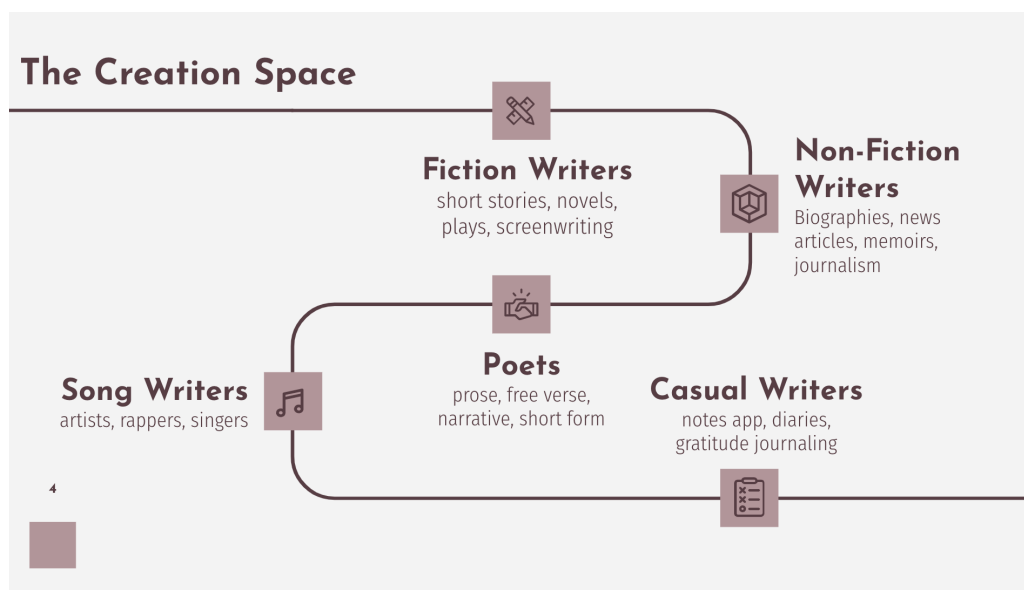 The Creation Space
Fiction Writers
short stories, novels,
plays, screenwriting
Non-Fiction
Writers
Biographies, news
articles, memoirs,
journalism
Poets
prose, free verse,
narrative, short form
Song Writers
artists, rappers, singers
Casual Writers
notes app, diaries,
gratitude journaling
4